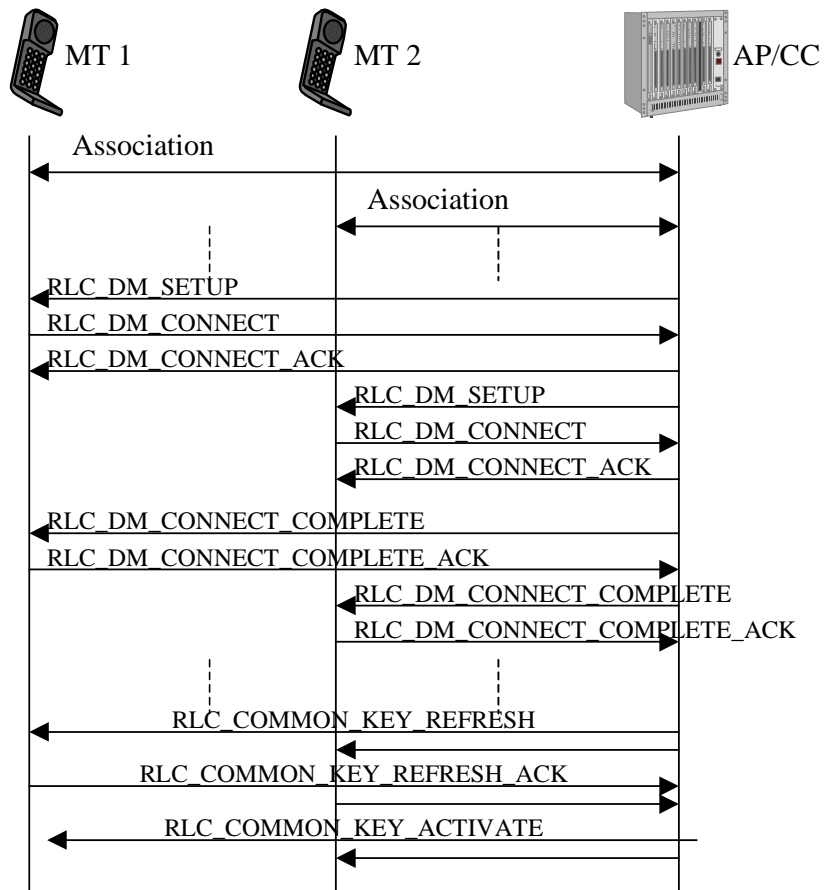 MT 1
MT 2
AP/CC
Association
Association
RLC_DM_SETUP
RLC_DM_CONNECT
RLC_DM_CONNECT_ACK
RLC_DM_SETUP
RLC_DM_CONNECT
RLC_DM_CONNECT_ACK
RLC_DM_CONNECT_COMPLETE
RLC_DM_CONNECT_COMPLETE_ACK
RLC_DM_CONNECT_COMPLETE
RLC_DM_CONNECT_COMPLETE_ACK
RLC_COMMON_KEY_REFRESH
RLC_COMMON_KEY_REFRESH_ACK
RLC_COMMON_KEY_ACTIVATE